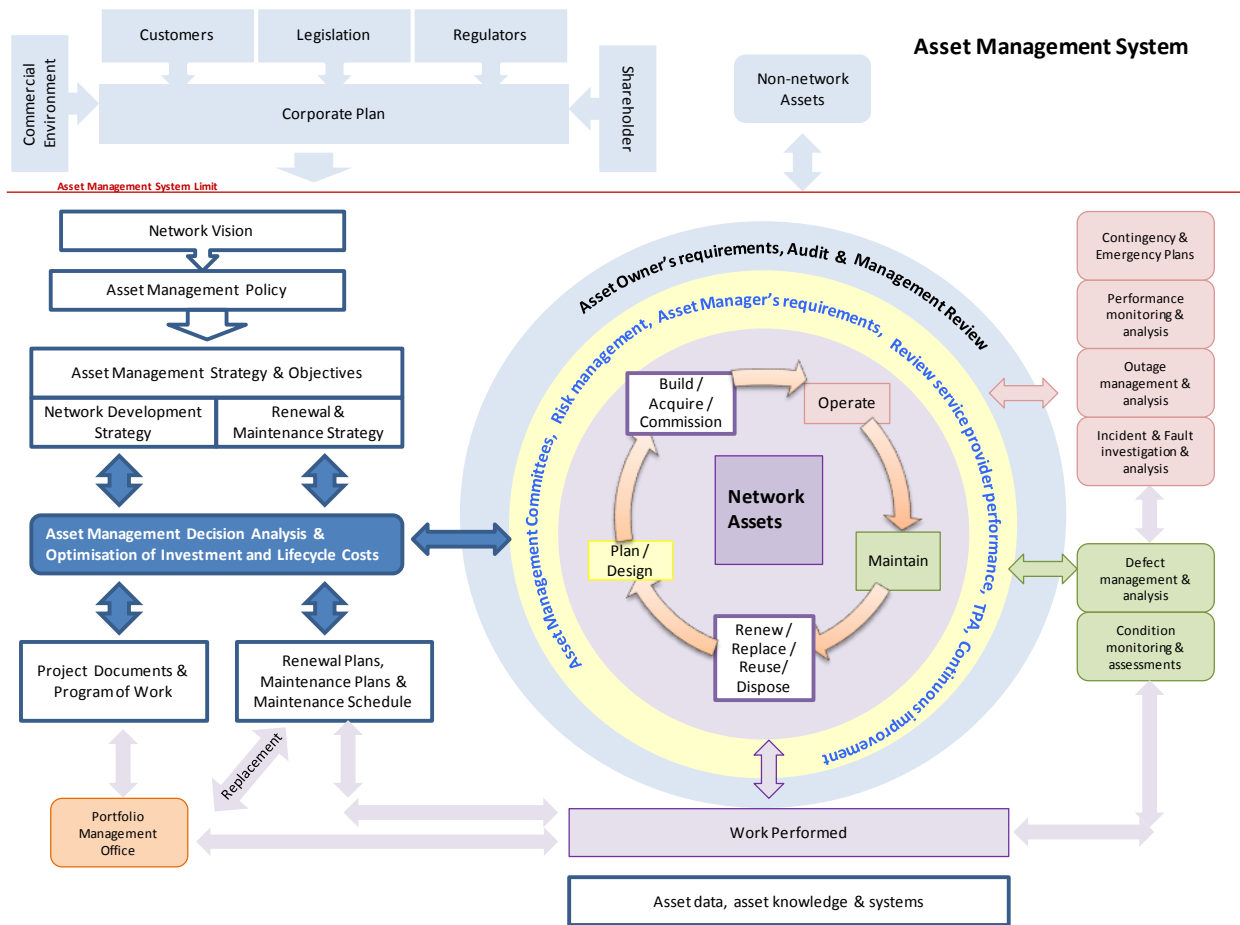 Asset Management System
Customers
Legislation
Regulators
Commercial
Environment
Corporate Plan
Shareholder
Non-network
Assets
Asset Management System Limit
Network Vision
Asset Management Policy
Asset Management Strategy & Objectives
Network Development
Strategy
Renewal &
Maintenance Strategy
Asset Management Decision Analysis &
Optimisation of Investment and Lifecycle Costs
Project Documents &
Program of Work
Renewal Plans,
Maintenance Plans &
Maintenance Schedule
Replacement
Portfolio
Management
Office
Asset Owner's requirements, Audit & Management Review
Asset Management Committees, Risk management, Asset Manager's requirements, Review service provider performance, TPA, Continuous improvement
Build /
Acquire /
Commission
Operate
Network
Assets
Plan /
Design
Maintain
Renew /
Replace /
Reuse/
Dispose
Work Performed
Asset data, asset knowledge & systems
Contingency &
Emergency Plans
Performance
monitoring &
analysis
Outage
management &
analysis
Incident & Fault
investigation &
analysis
Defect
management &
analysis
Condition
monitoring &
assessments